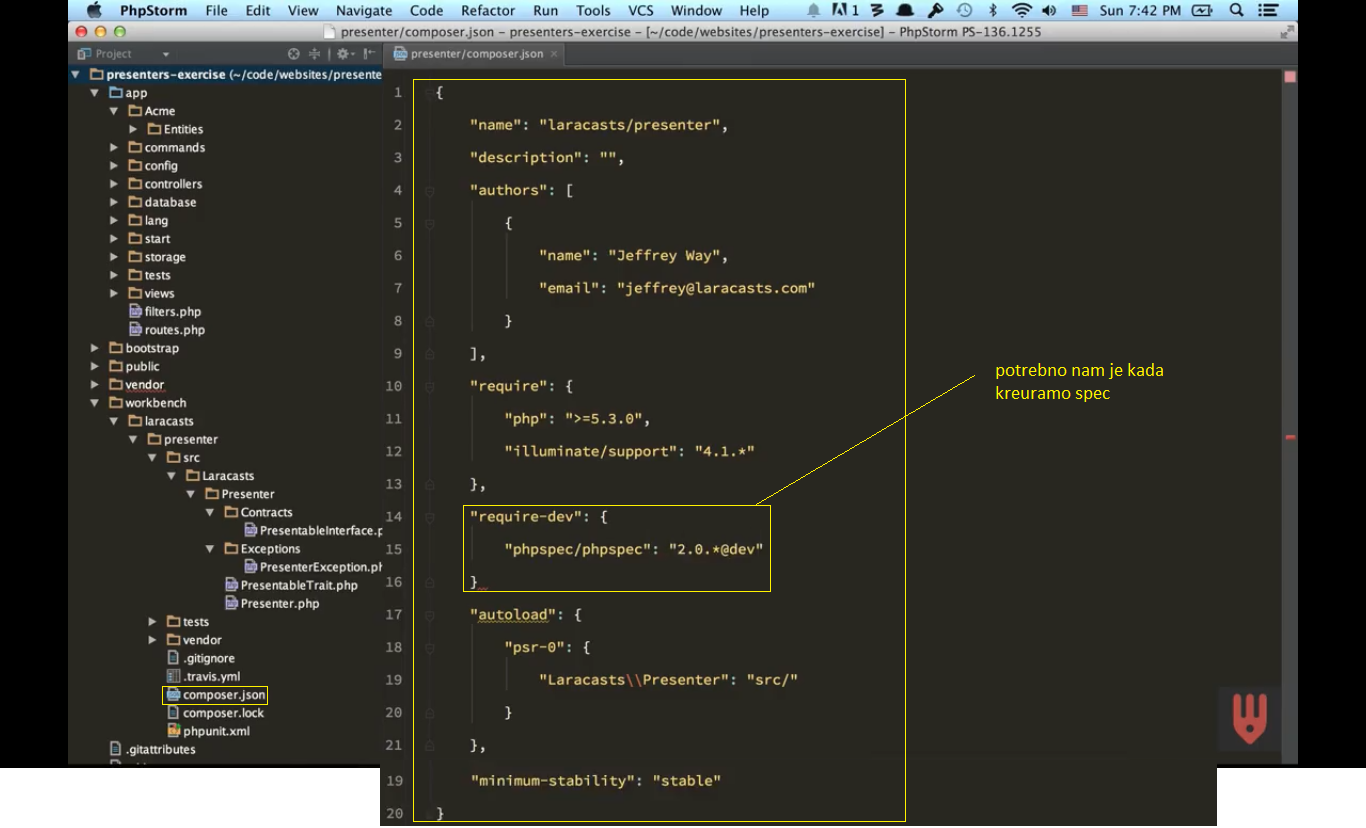 PhpStorm File Edit View Navigate Code Refactor Run Tools VCS Window Help 1 Sun 7:42 PM
presenter/composer.json – presenters-exercise – [~/code/websites/presenters-exercise] – PhpStorm PS-136.1255
Project
presenter/composer.json
presenters-exercise (~/code/websites/presente
app
Acme
Entities
commands
config
controllers
database
lang
start
storage
tests
views
filters.php
routes.php
bootstrap
public
vendor
workbench
laracasts
presenter
src
Laracasts
Presenter
Contracts
PresentableInterface.p
Exceptions
PresenterException.ph
PresentableTrait.php
Presenter.php
tests
vendor
.gitignore
.travis.yml
composer.json
composer.lock
phpunit.xml
.gitattributes
1 {
2 "name": "laracasts/presenter",
3 "description": "",
4 "authors": [
5 {
6 "name": "Jeffrey Way",
7 "email": "jeffrey@laracasts.com"
8 }
9 ],
10 "require": {
11 "php": ">=5.3.0",
12 "illuminate/support": "4.1.*"
13 },
14 "require-dev": {
15 "phpspec/phpspec": "2.0.*@dev"
16 }
17 "autoload": {
18 "psr-0": {
19 "Laracasts\\Presenter": "src/"
20 }
21 },
19 "minimum-stability": "stable"
20 }
potrebno nam je kada
kreuramo spec